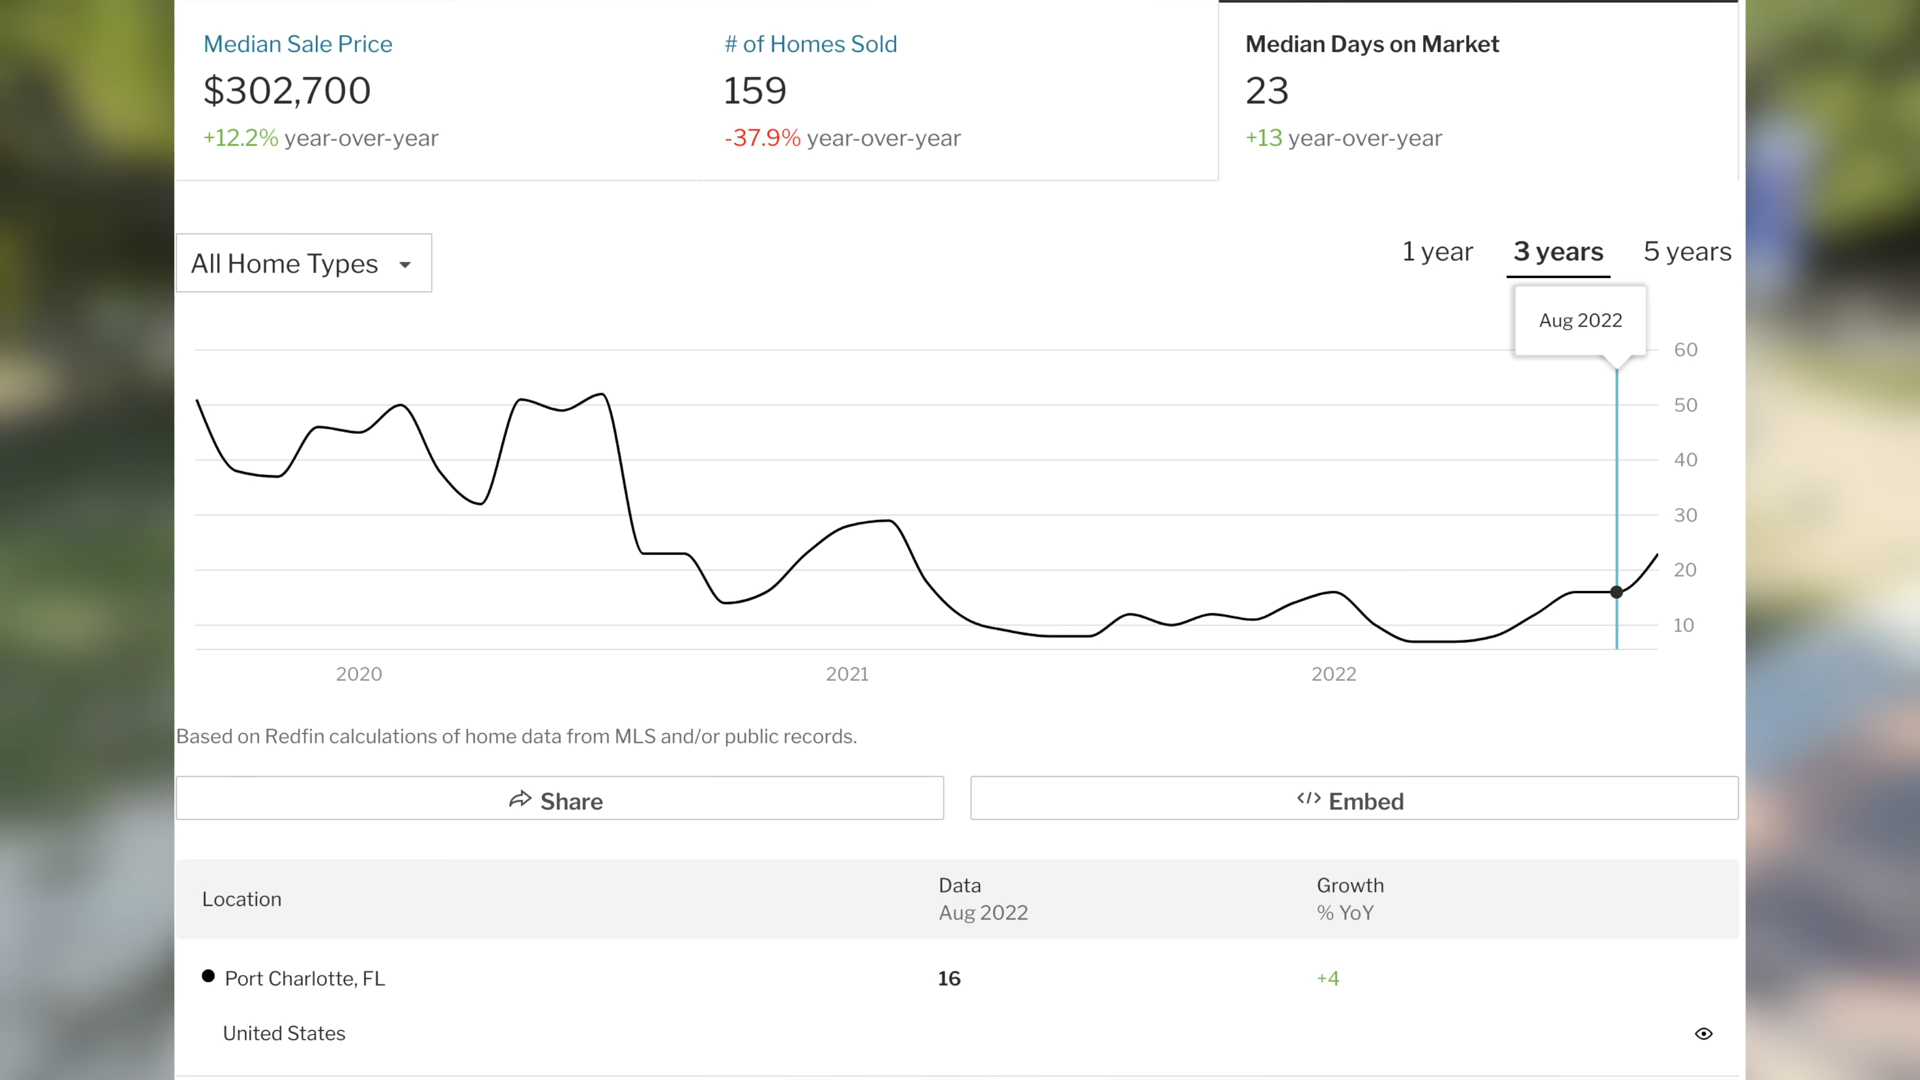 Median Sale Price
$302,700
+12.2% year-over-year
# of Homes Sold
159
-37.9% year-over-year
Median Days on Market
23
+13 year-over-year
All Home Types
1 year 3 years 5 years
Aug 2022
60
50
40
30
20
10
2020 2021 2022
Based on Redfin calculations of home data from MLS and/or public records.
Share
</> Embed
Location
Data
Aug 2022
Growth
% YoY
Port Charlotte, FL 16 +4
United States